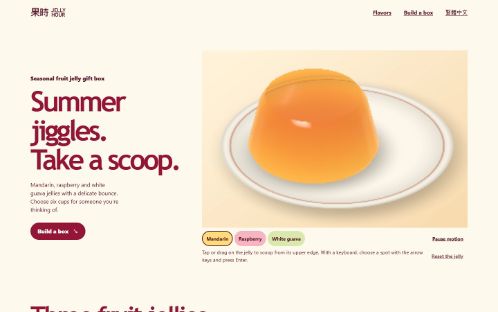 果時 JELLY HOUR
Flavors
Build a box
繁體中文
Seasonal fruit jelly gift box
Summer
jiggles.
Take a scoop.
Mandarin, raspberry and white
guava jellies with a delicate bounce.
Choose six cups for someone you're
thinking of.
Build a box ↘
Mandarin
Raspberry
White guava
Pause motion
Tap or drag on the jelly to scoop from its upper edge. With a keyboard, choose a spot with the arrow
keys and press Enter.
Reset the jelly
Three fruit jellies